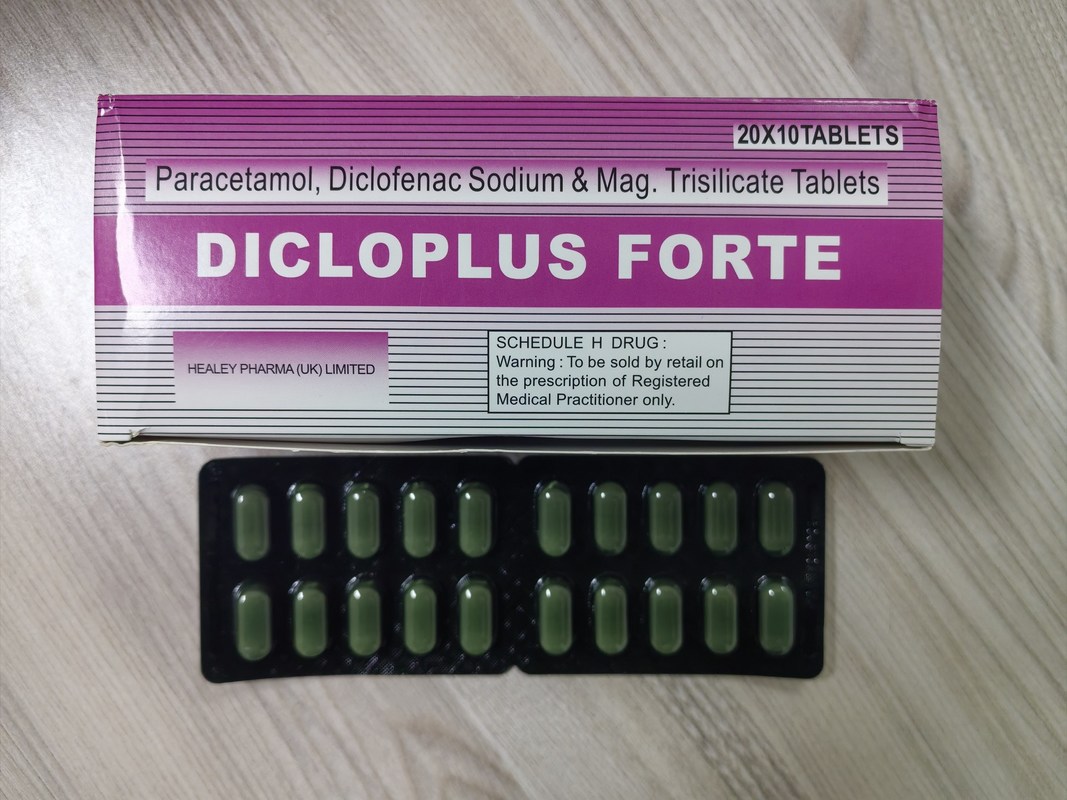 20X10TABLETS
Paracetamol, Diclofenac Sodium & Mag. Trisilicate Tablets
DICLOPLUS FORTE
HEALEY PHARMA (UK) LIMITED
SCHEDULE H DRUG :
Warning : To be sold by retail on
the prescription of Registered
Medical Practitioner only.